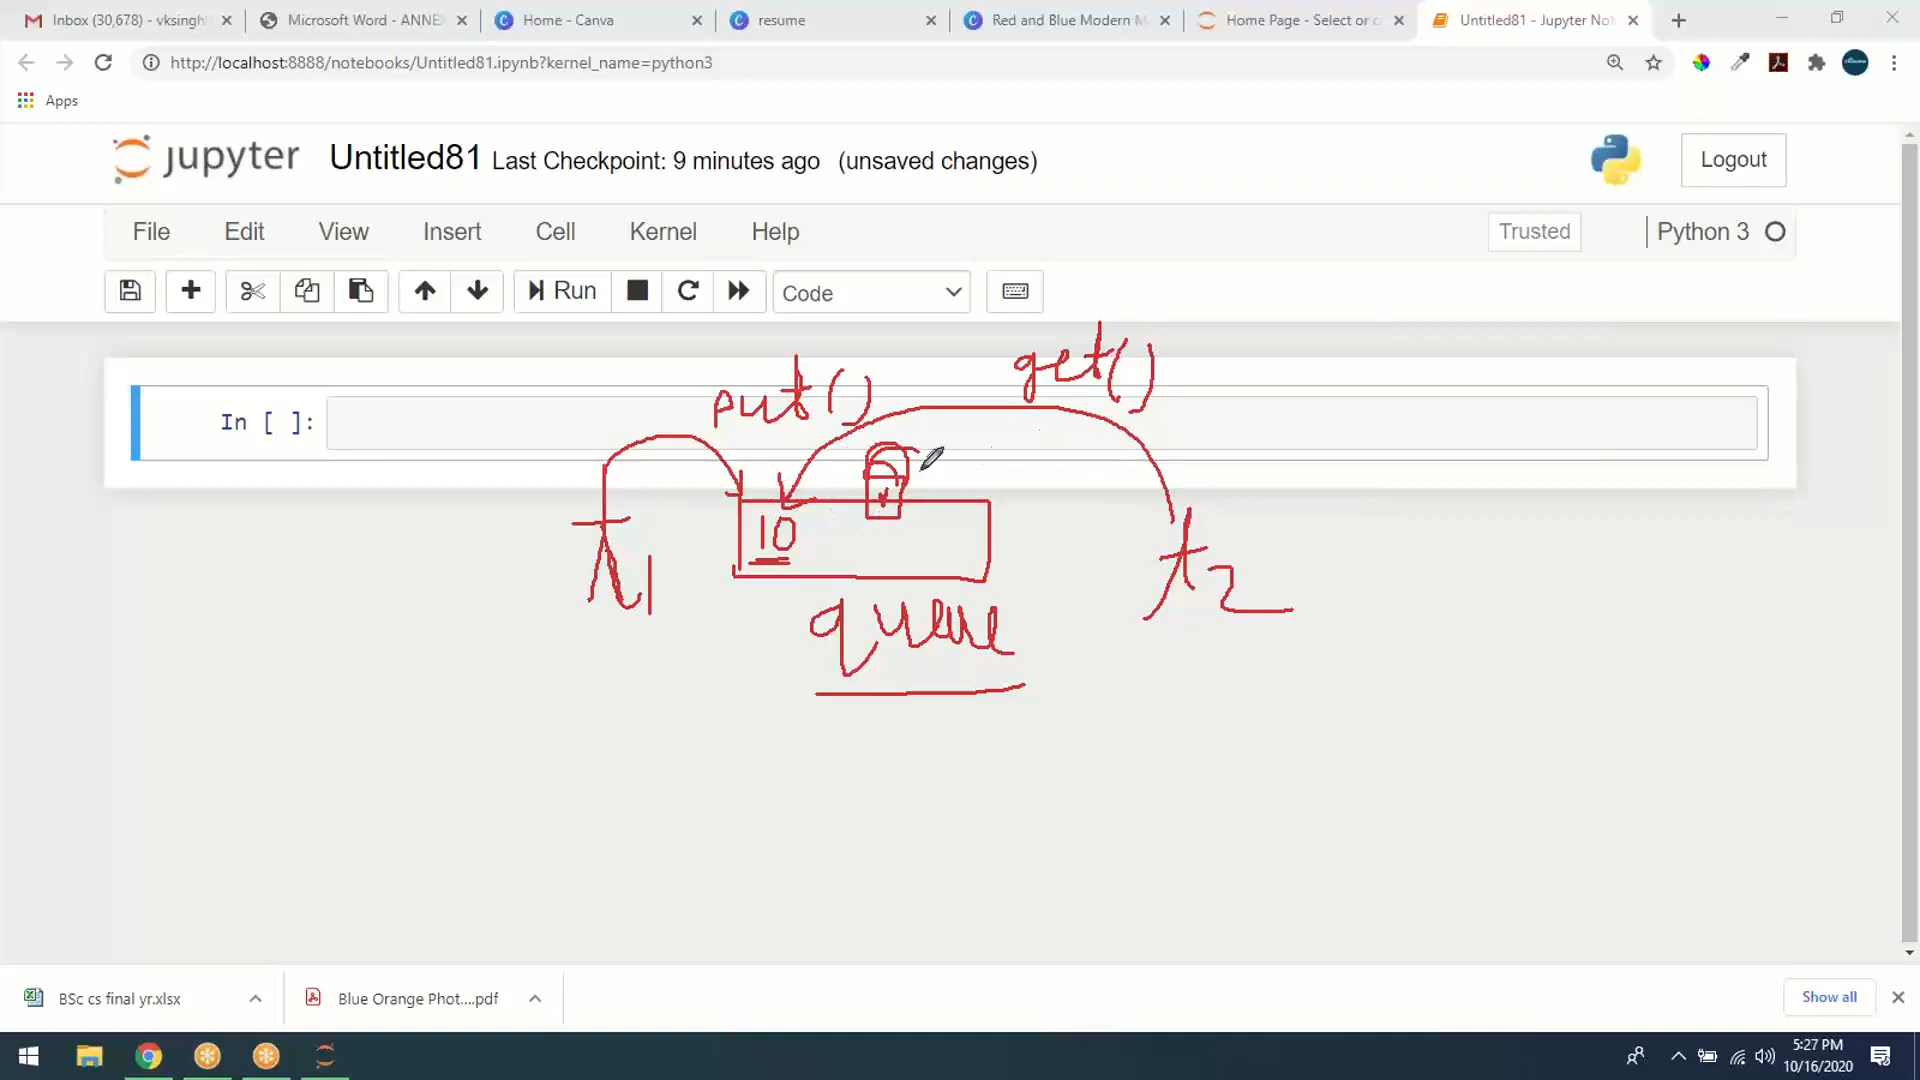 Inbox (30,678) - vksingh
Microsoft Word - ANNE
Home - Canva
resume
Red and Blue Modern M
Home Page - Select or c
Untitled81 - Jupyter Not
http://localhost:8888/notebooks/Untitled81.ipynb?kernel_name=python3
Apps
jupyter Untitled81 Last Checkpoint: 9 minutes ago (unsaved changes)
Logout
File Edit View Insert Cell Kernel Help
Trusted Python 3
Run Code
get()
put()
In [ ]:
10
t1
t2
queue
BSc cs final yr.xlsx
Blue Orange Phot....pdf
Show all
5:27 PM
10/16/2020